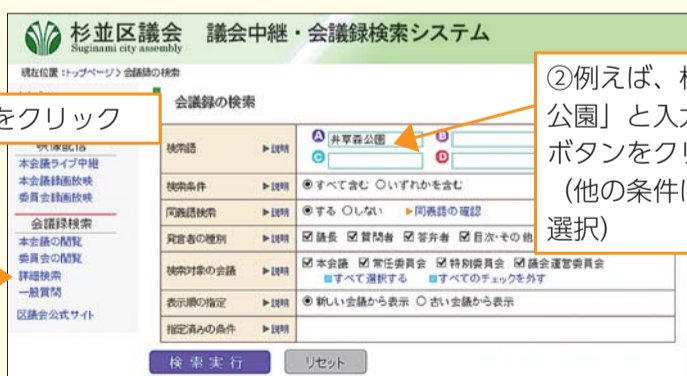 杉並区議会 議会中継・会議録検索システム
Suginami city assembly
現在位置:トップページ> 会議録の検索
会議録の検索
をクリック
②例えば、
公園」と入
ボタンをクリ
(他の条件
選択)
検索語 ▶説明 A 井草森公園 B
C D
検索条件 ▶説明 ◉すべて含む ○いずれかを含む
同義語検索 ▶説明 ◉する ○しない ▶同義語の確認
発言者の種別 ▶説明 ☑議長 ☑質問者 ☑答弁者 ☑目次・その他
検索対象の会議 ▶説明 ☑本会議 ☑常任委員会 ☑特別委員会 ☑議会運営委員会
■すべて選択する ■すべてのチェックを外す
表示順の指定 ▶説明 ◉新しい会議から表示 ○古い会議から表示
指定済みの条件 ▶説明
検索実行 リセット
本会議ライブ中継
本会議録画放映
委員会録画放映
会議録検索
本会議の閲覧
委員会の閲覧
詳細検索
一般質問
区議会公式サイト